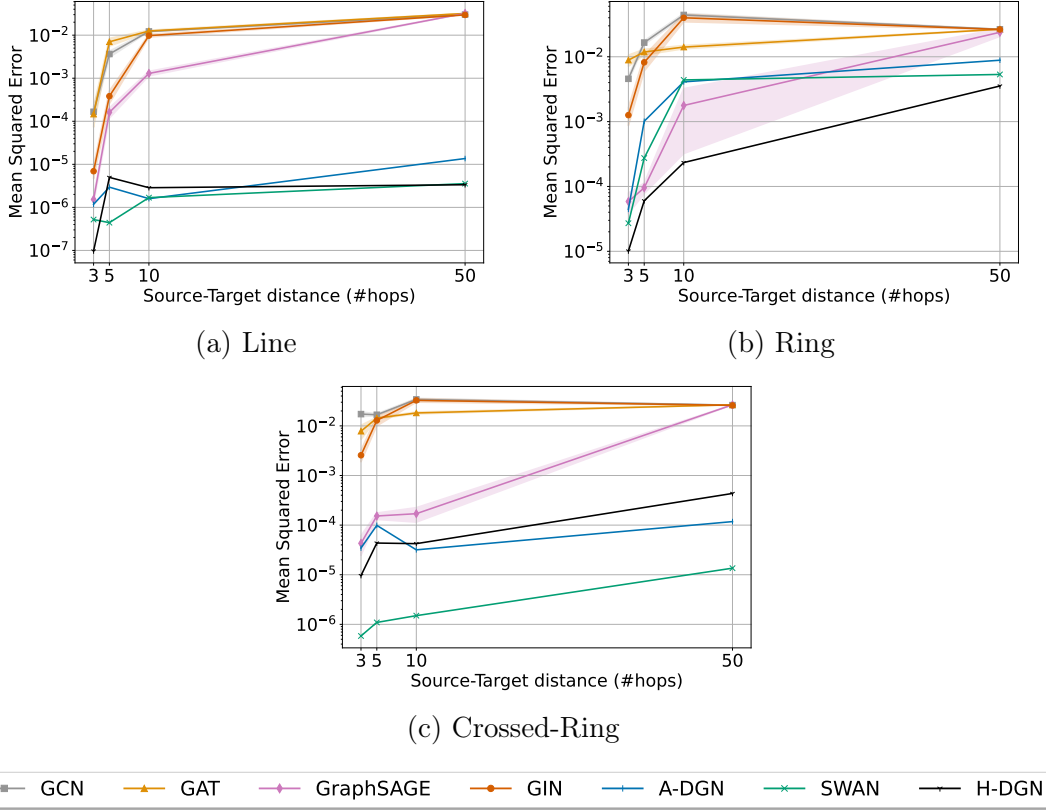 Mean Squared Error
10⁻²
10⁻³
10⁻⁴
10⁻⁵
10⁻⁶
10⁻⁷
3 5 10 50
Source-Target distance (#hops)
(a) Line
Mean Squared Error
10⁻²
10⁻³
10⁻⁴
10⁻⁵
3 5 10 50
Source-Target distance (#hops)
(b) Ring
Mean Squared Error
10⁻²
10⁻³
10⁻⁴
10⁻⁵
10⁻⁶
3 5 10 50
Source-Target distance (#hops)
(c) Crossed-Ring
GCN GAT GraphSAGE GIN A-DGN SWAN H-DGN